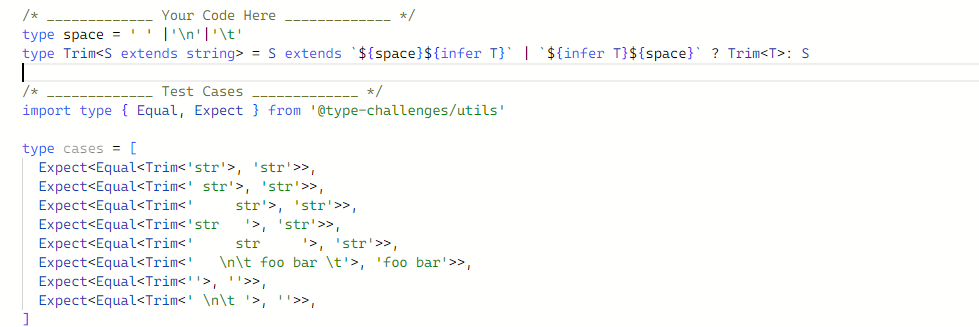 /* _____________ Your Code Here _____________ */
type space = ' ' |'\n'|'\t'
type Trim<S extends string> = S extends `${space}${infer T}` | `${infer T}${space}` ? Trim<T>: S
/* _____________ Test Cases _____________ */
import type { Equal, Expect } from '@type-challenges/utils'
type cases = [
  Expect<Equal<Trim<'str'>, 'str'>>,
  Expect<Equal<Trim<' str'>, 'str'>>,
  Expect<Equal<Trim<'     str'>, 'str'>>,
  Expect<Equal<Trim<'str   '>, 'str'>>,
  Expect<Equal<Trim<'     str     '>, 'str'>>,
  Expect<Equal<Trim<'   \n\t foo bar \t'>, 'foo bar'>>,
  Expect<Equal<Trim<''>, ''>>,
  Expect<Equal<Trim<' \n\t '>, ''>>,
]